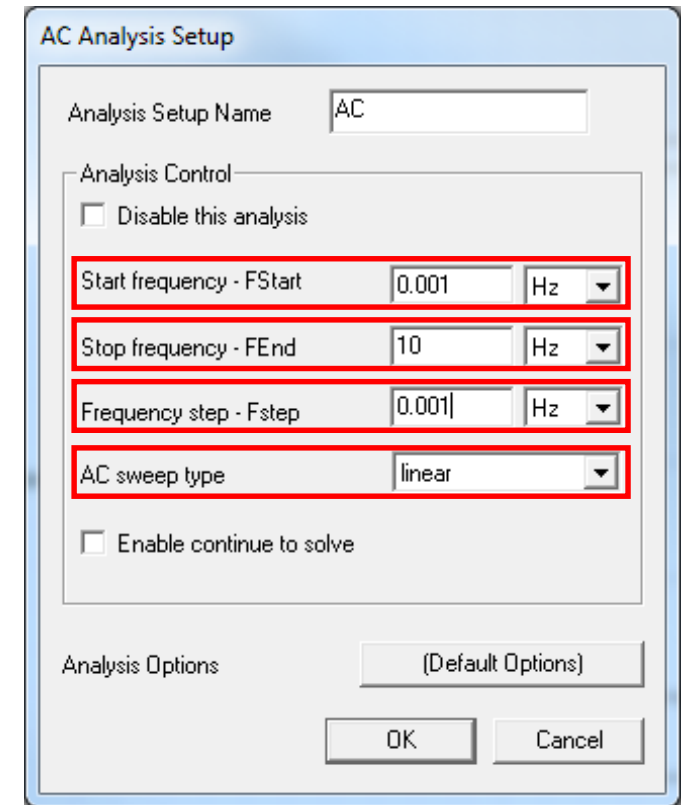 AC Analysis Setup
Analysis Setup Name AC
Analysis Control
Disable this analysis
Start frequency - FStart 0.001 Hz
Stop frequency - FEnd 10 Hz
Frequency step - Fstep 0.001 Hz
AC sweep type linear
Enable continue to solve
Analysis Options (Default Options)
OK Cancel